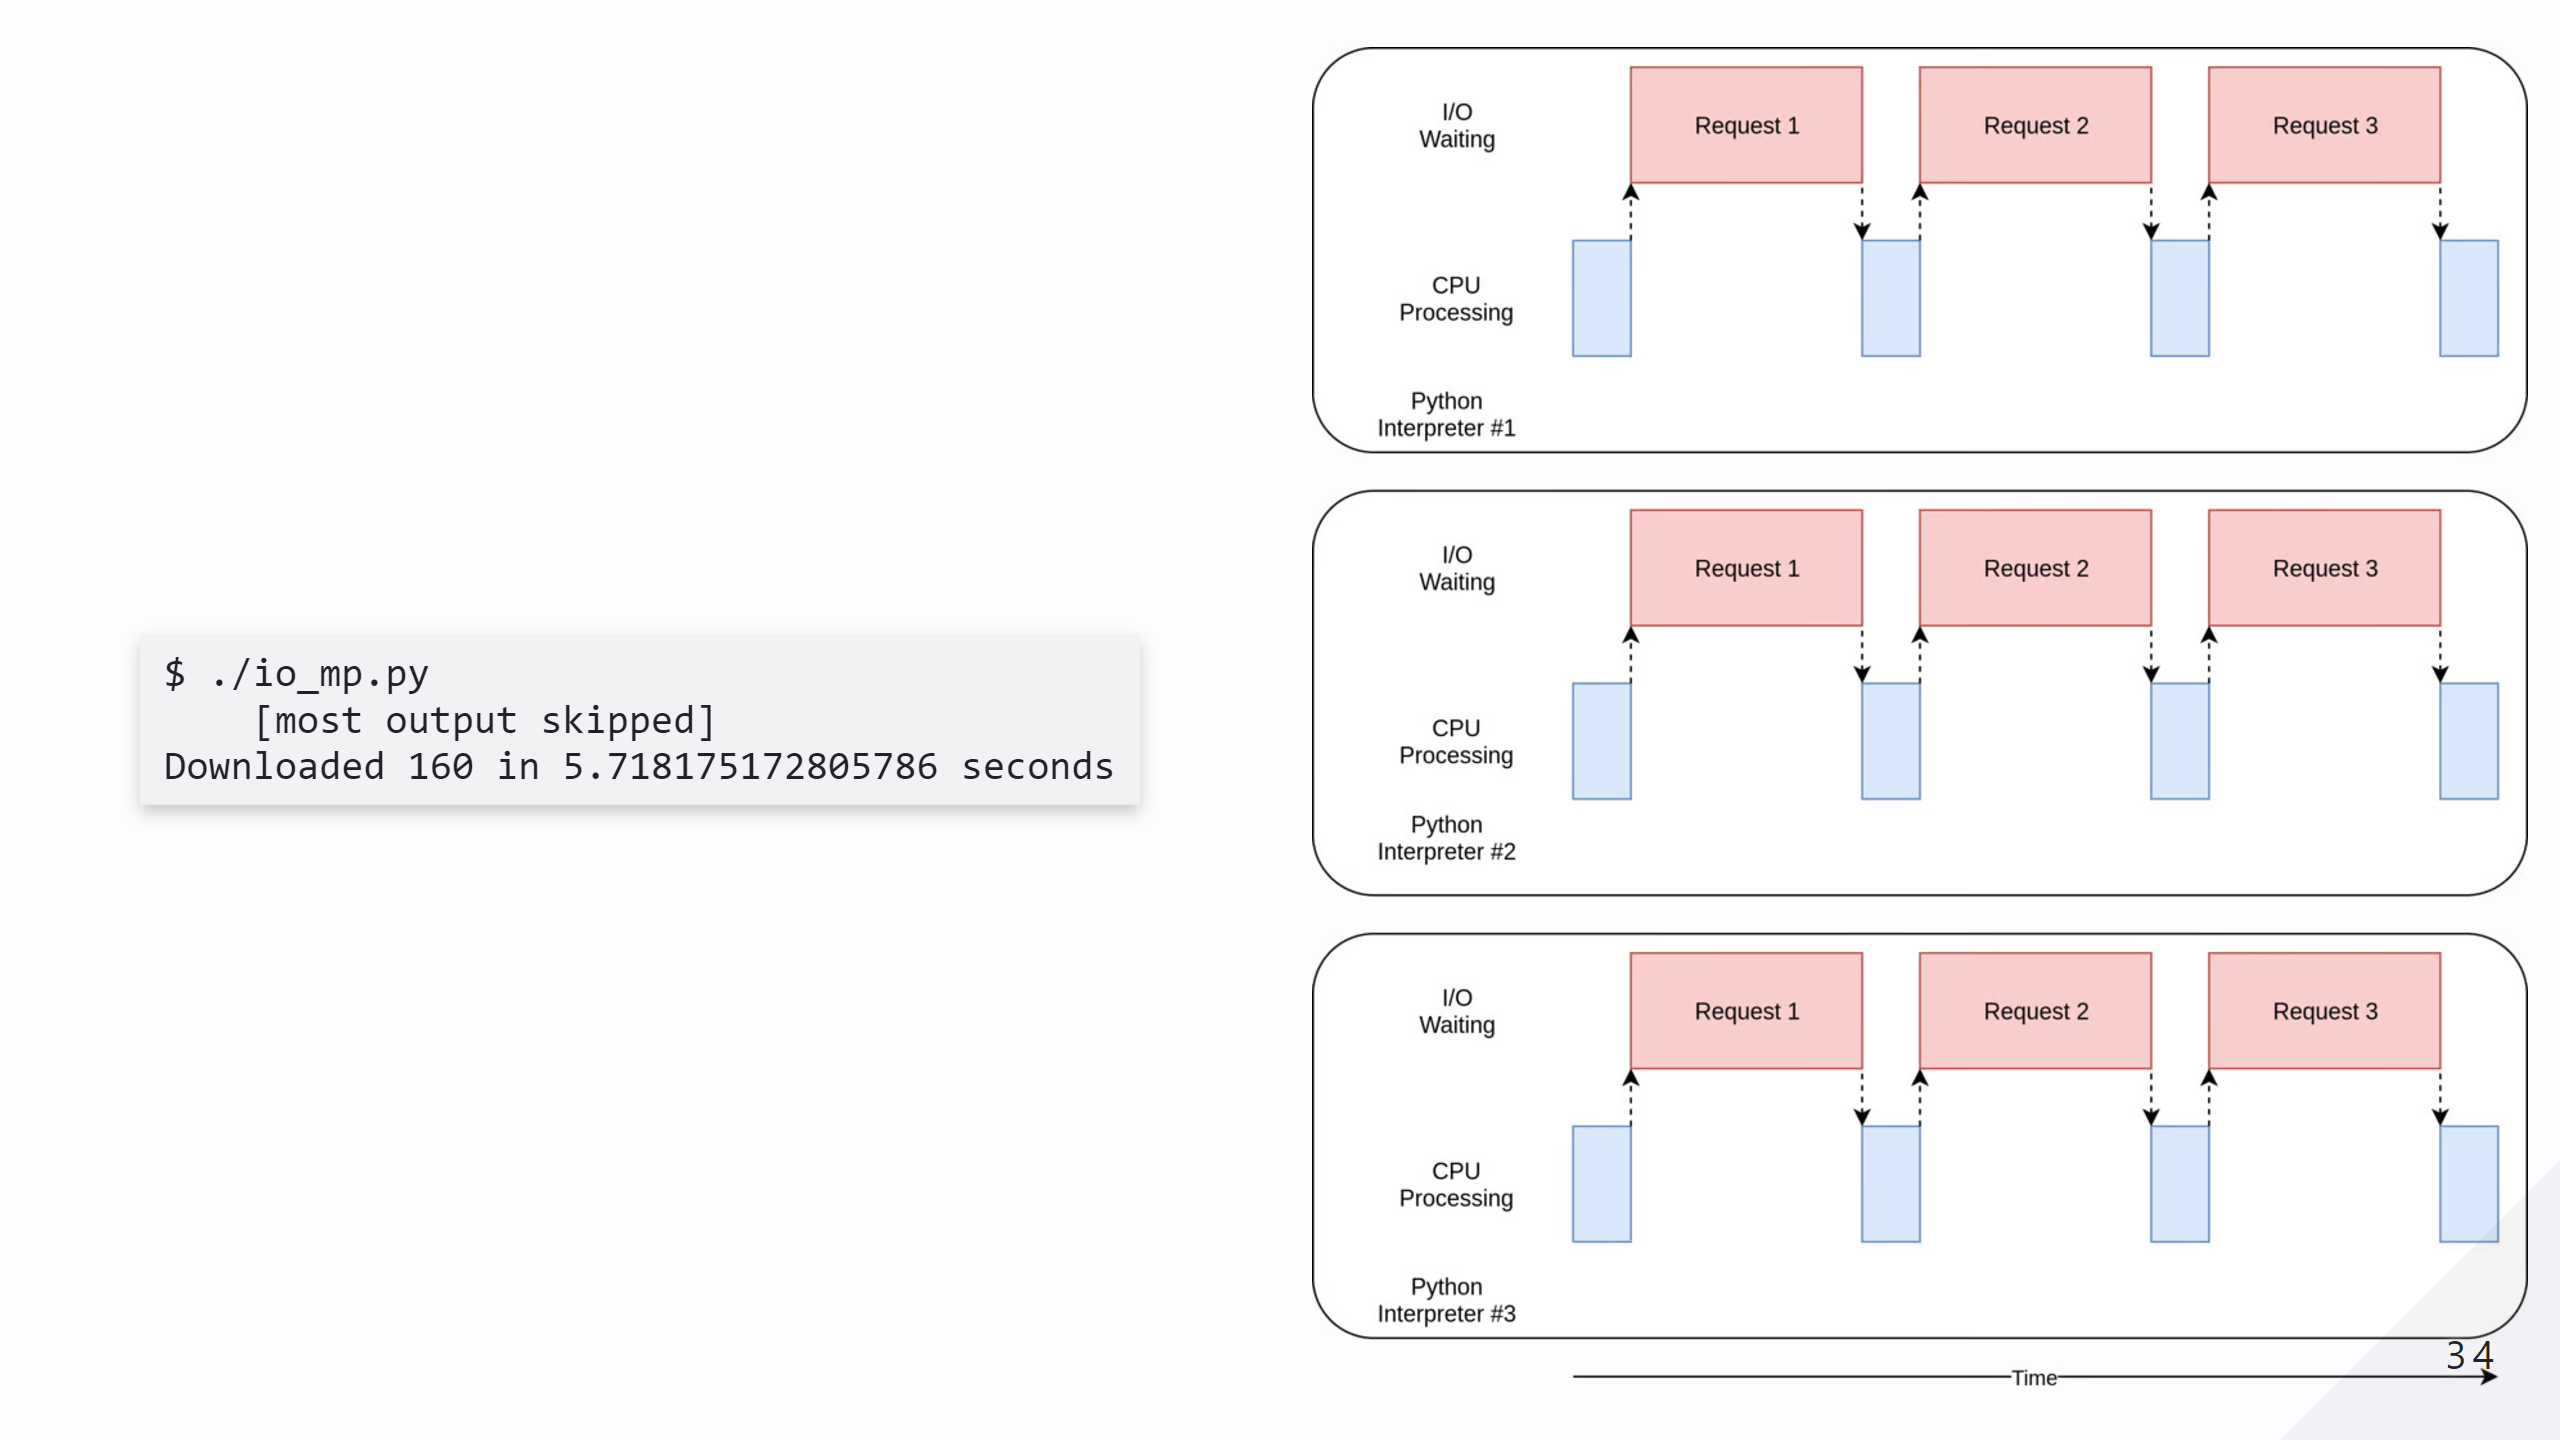 $ ./io_mp.py
    [most output skipped]
Downloaded 160 in 5.718175172805786 seconds
I/O
Waiting
Request 1
Request 2
Request 3
CPU
Processing
Python
Interpreter #1
I/O
Waiting
Request 1
Request 2
Request 3
CPU
Processing
Python
Interpreter #2
I/O
Waiting
Request 1
Request 2
Request 3
CPU
Processing
Python
Interpreter #3
34
Time